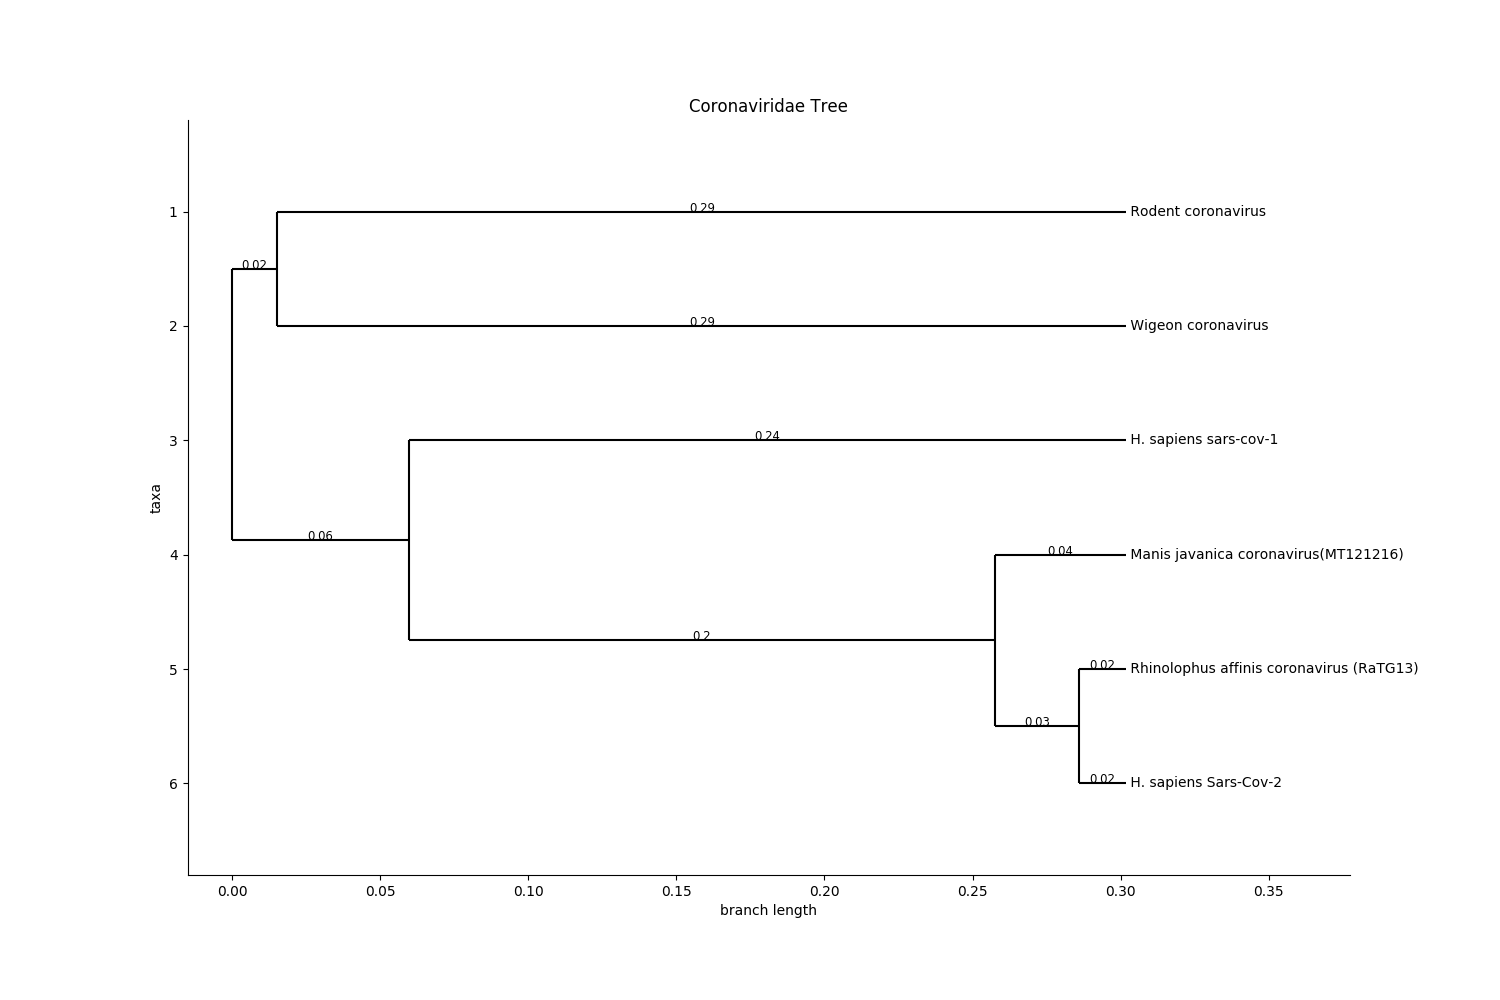 Coronaviridae Tree
1
0.29
Rodent coronavirus
0.02
2
0.29
Wigeon coronavirus
3
0.24
H. sapiens sars-cov-1
taxa
0.06
4
0.04
Manis javanica coronavirus(MT121216)
0.2
5
0.02
Rhinolophus affinis coronavirus (RaTG13)
0.03
6
0.02
H. sapiens Sars-Cov-2
0.00 0.05 0.10 0.15 0.20 0.25 0.30 0.35
branch length